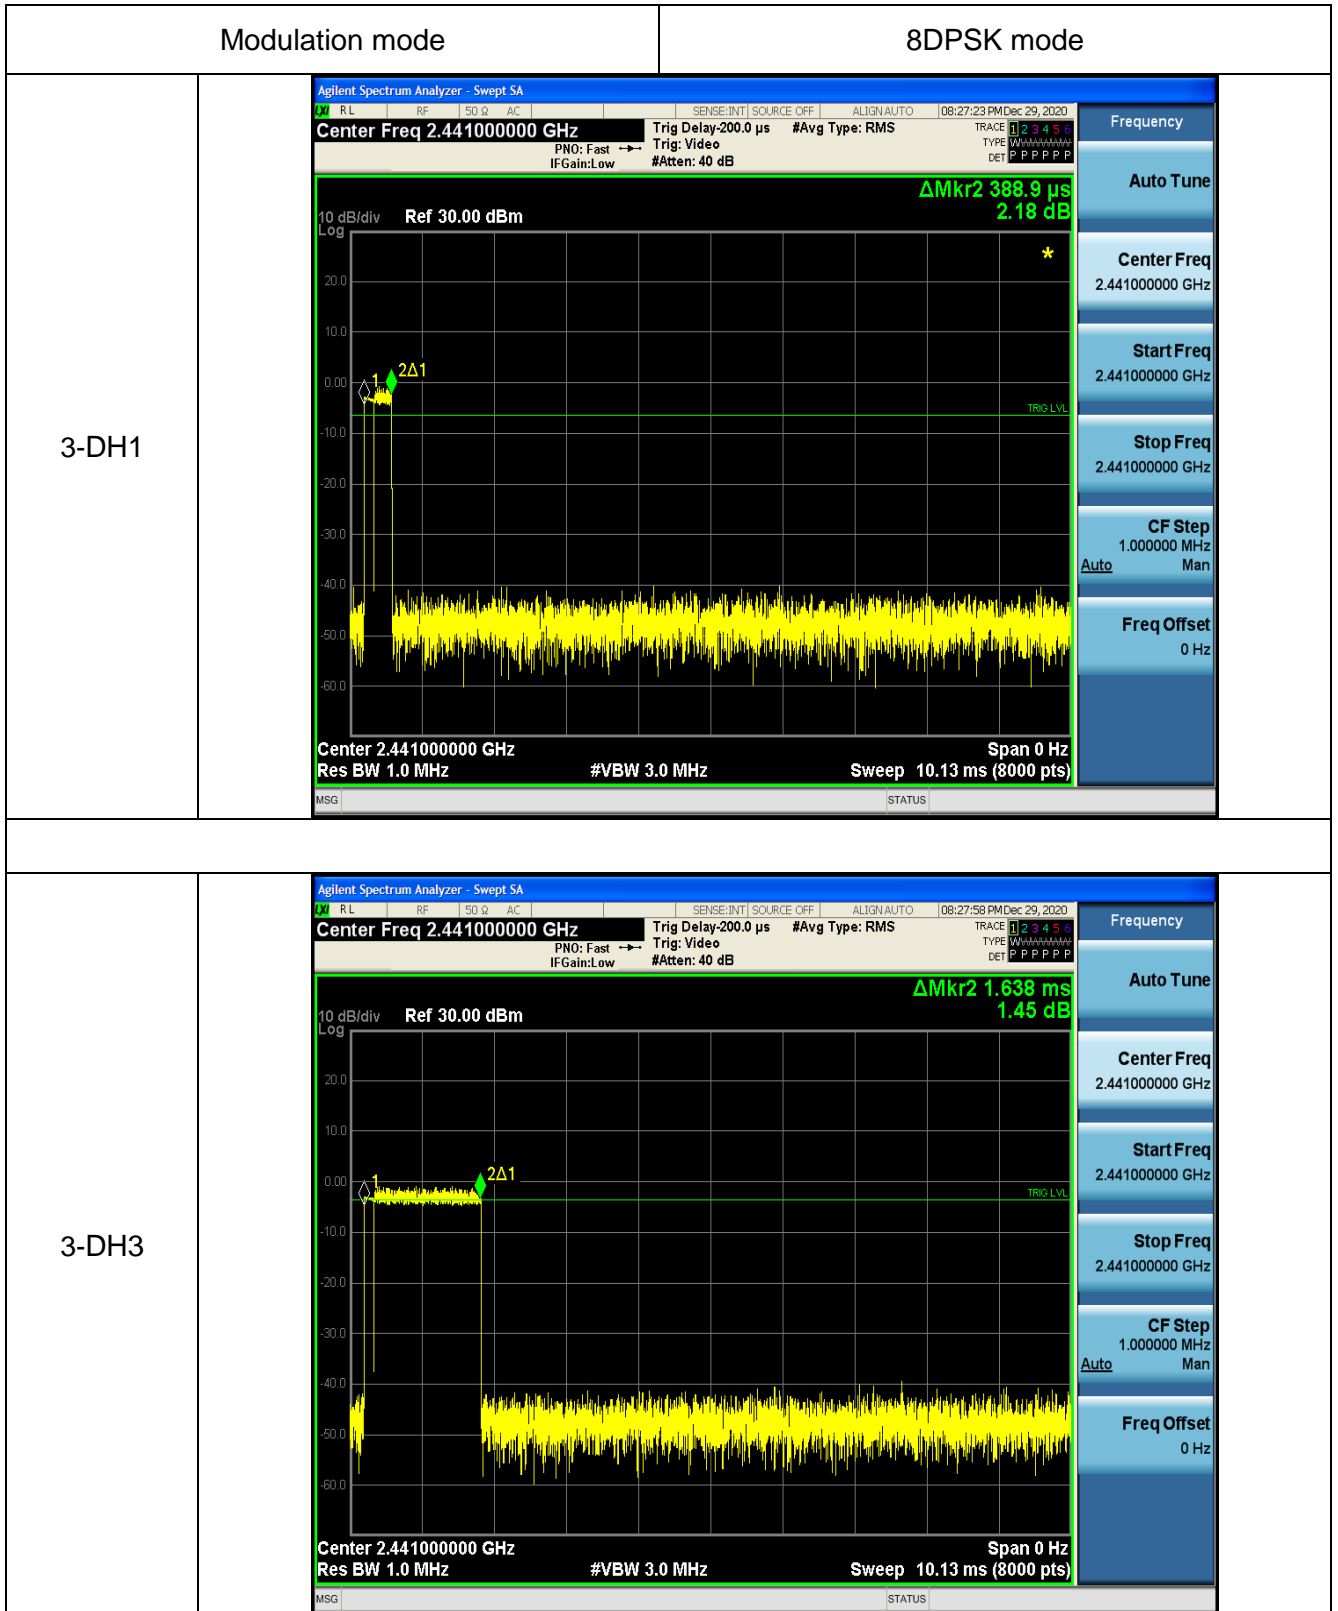 Modulation mode 8DPSK mode
3-DH1
Agilent Spectrum Analyzer - Swept SA
LXI RL RF 50 Ω AC SENSE:INT SOURCE OFF ALIGN AUTO 08:27:23 PM Dec 29, 2020
Center Freq 2.441000000 GHz
PNO: Fast
IFGain:Low
Trig Delay-200.0 µs #Avg Type: RMS
Trig: Video
#Atten: 40 dB
TRACE 1 2 3 4 5 6
TYPE W
DET P P P P P P
Frequency
Auto Tune
Center Freq
2.441000000 GHz
Start Freq
2.441000000 GHz
Stop Freq
2.441000000 GHz
CF Step
1.000000 MHz
Auto Man
Freq Offset
0 Hz
ΔMkr2 388.9 µs
2.18 dB
10 dB/div Ref 30.00 dBm
Log
*
20.0
10.0
1 2Δ1
0.00
TRIG LVL
-10.0
-20.0
-30.0
-40.0
-50.0
-60.0
Center 2.441000000 GHz Span 0 Hz
Res BW 1.0 MHz #VBW 3.0 MHz Sweep 10.13 ms (8000 pts)
MSG STATUS
3-DH3
Agilent Spectrum Analyzer - Swept SA
LXI RL RF 50 Ω AC SENSE:INT SOURCE OFF ALIGN AUTO 08:27:58 PM Dec 29, 2020
Center Freq 2.441000000 GHz
PNO: Fast
IFGain:Low
Trig Delay-200.0 µs #Avg Type: RMS
Trig: Video
#Atten: 40 dB
TRACE 1 2 3 4 5 6
TYPE W
DET P P P P P P
Frequency
Auto Tune
Center Freq
2.441000000 GHz
Start Freq
2.441000000 GHz
Stop Freq
2.441000000 GHz
CF Step
1.000000 MHz
Auto Man
Freq Offset
0 Hz
ΔMkr2 1.638 ms
1.45 dB
10 dB/div Ref 30.00 dBm
Log
20.0
10.0
1 2Δ1
0.00
TRIG LVL
-10.0
-20.0
-30.0
-40.0
-50.0
-60.0
Center 2.441000000 GHz Span 0 Hz
Res BW 1.0 MHz #VBW 3.0 MHz Sweep 10.13 ms (8000 pts)
MSG STATUS